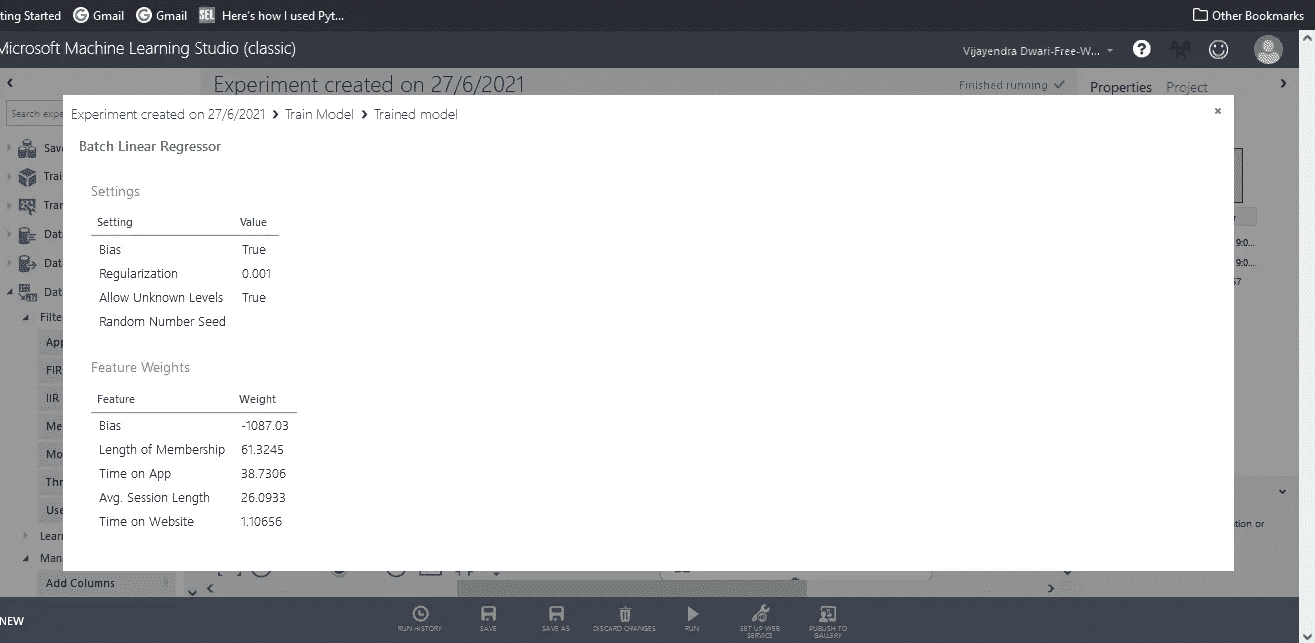 ting Started Gmail Gmail SEL Here's how I used Pyt... Other Bookmarks
Microsoft Machine Learning Studio (classic) Vijayendra Dwari-Free-W... ?
Experiment created on 27/6/2021 Finished running ✓ Properties Project
Search expe
Experiment created on 27/6/2021 > Train Model > Trained model ×
Batch Linear Regressor
Settings
Setting Value
Bias True
Regularization 0.001
Allow Unknown Levels True
Random Number Seed
Feature Weights
Feature Weight
Bias -1087.03
Length of Membership 61.3245
Time on App 38.7306
Avg. Session Length 26.0933
Time on Website 1.10656
Sav
Trai
Trar
Dat
Dat
Dat
Filte
App
FIR
IIR
Me
Mo
Thr
Use
Lear
Man
Add Columns
r
9:0...
9:0...
57
tion or
NEW RUN HISTORY SAVE SAVE AS DISCARD CHANGES RUN SET UP WEB SERVICE PUBLISH TO GALLERY